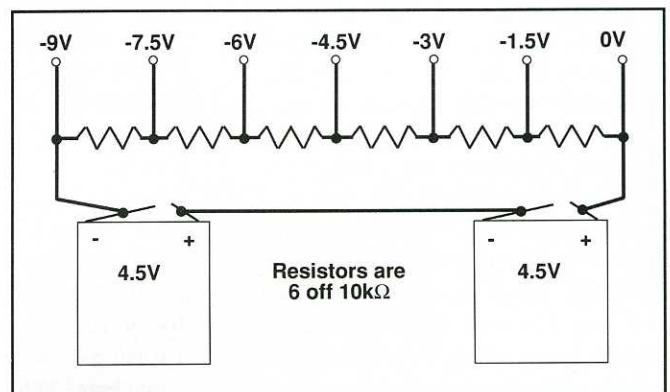 -9V -7.5V -6V -4.5V -3V -1.5V 0V
- + - +
4.5V 4.5V
Resistors are
6 off 10kΩ